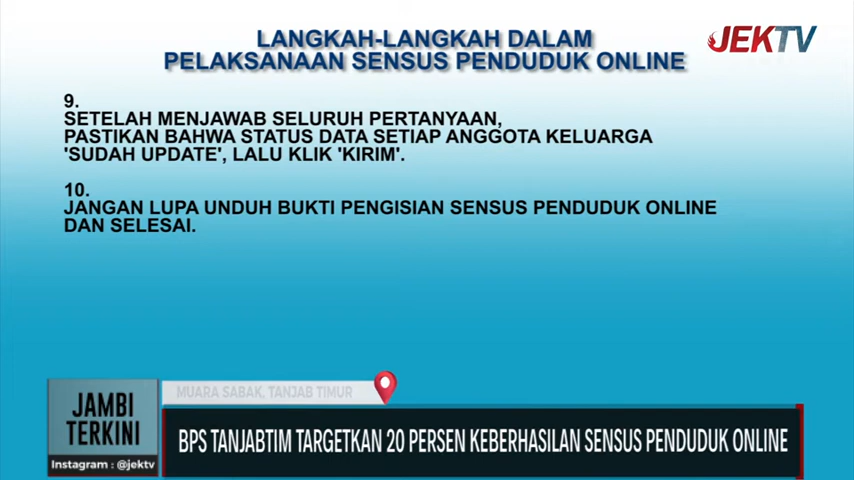 LANGKAH-LANGKAH DALAM
PELAKSANAAN SENSUS PENDUDUK ONLINE
JEKTV
9.
SETELAH MENJAWAB SELURUH PERTANYAAN,
PASTIKAN BAHWA STATUS DATA SETIAP ANGGOTA KELUARGA
'SUDAH UPDATE', LALU KLIK 'KIRIM'.
10.
JANGAN LUPA UNDUH BUKTI PENGISIAN SENSUS PENDUDUK ONLINE
DAN SELESAI.
MUARA SABAK, TANJAB TIMUR
JAMBI
TERKINI
Instagram : @jektv
BPS TANJABTIM TARGETKAN 20 PERSEN KEBERHASILAN SENSUS PENDUDUK ONLINE